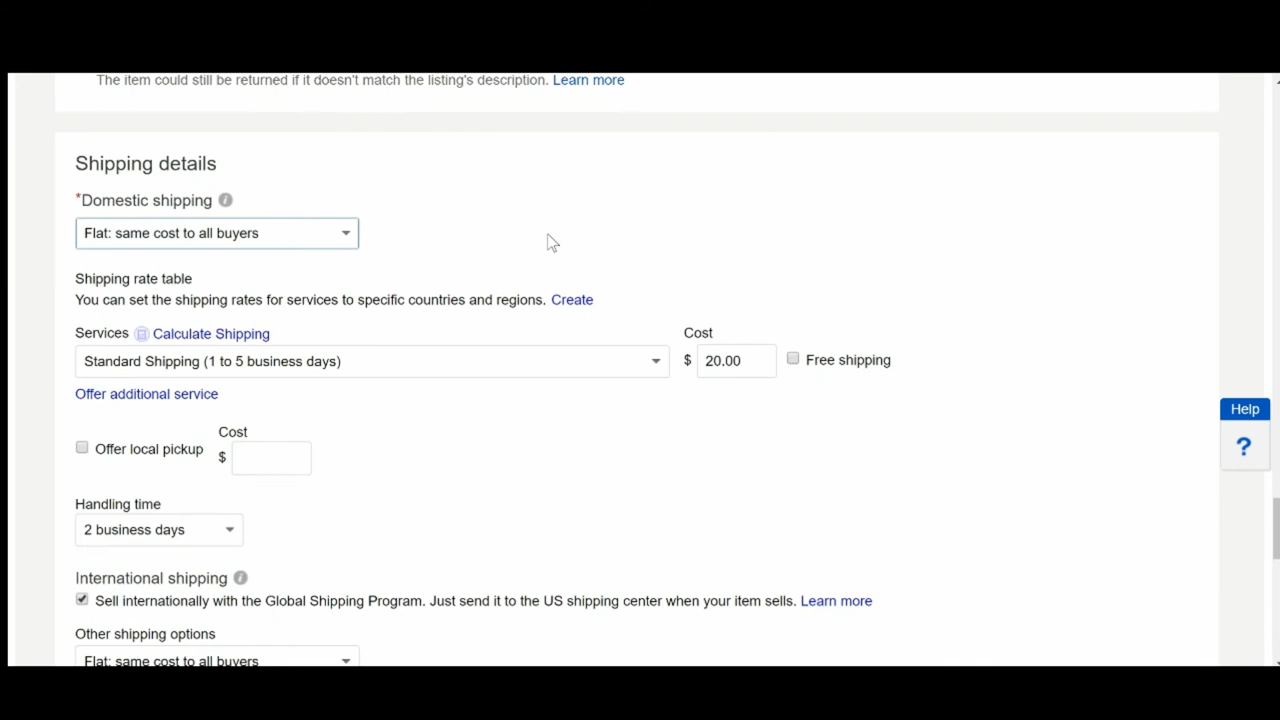 The item could still be returned if it doesn't match the listing's description. Learn more
Shipping details
*Domestic shipping
Flat: same cost to all buyers
Shipping rate table
You can set the shipping rates for services to specific countries and regions. Create
Services Calculate Shipping
Cost
Standard Shipping (1 to 5 business days)
$ 20.00
Free shipping
Offer additional service
Help
?
Cost
Offer local pickup
$
Handling time
2 business days
International shipping
Sell internationally with the Global Shipping Program. Just send it to the US shipping center when your item sells. Learn more
Other shipping options
Flat: same cost to all buyers